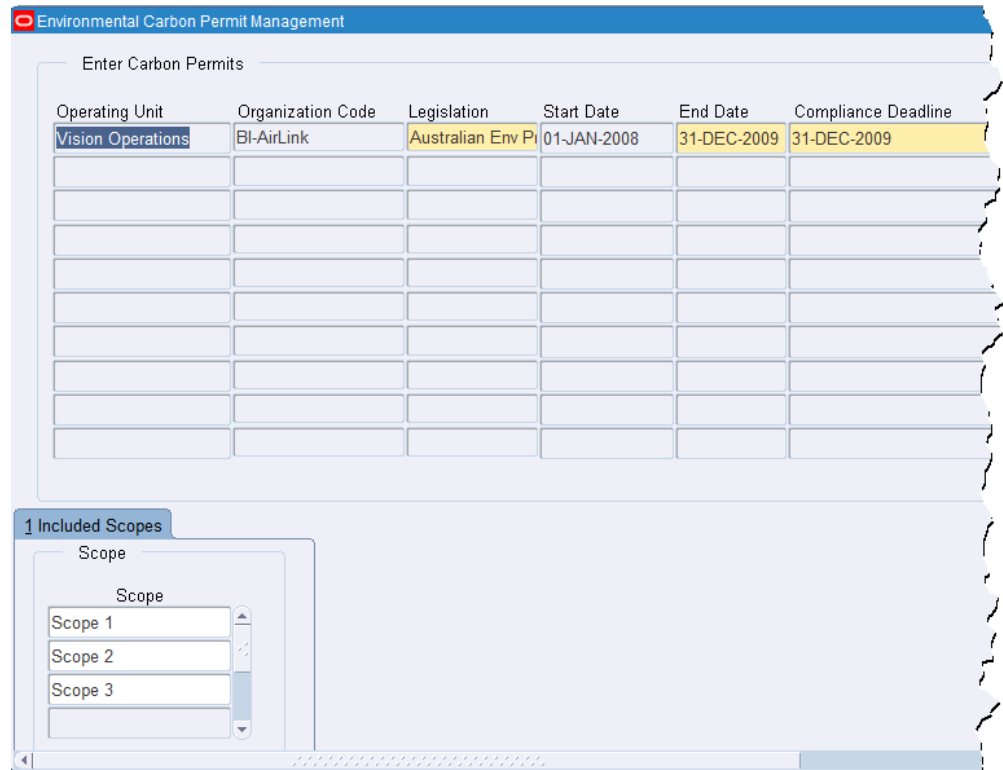 Environmental Carbon Permit Management
Enter Carbon Permits
Operating Unit Organization Code Legislation Start Date End Date Compliance Deadline
Vision Operations BI-AirLink Australian Env 01-JAN-2008 31-DEC-2009 31-DEC-2009
1 Included Scopes
Scope
Scope
Scope 1
Scope 2
Scope 3